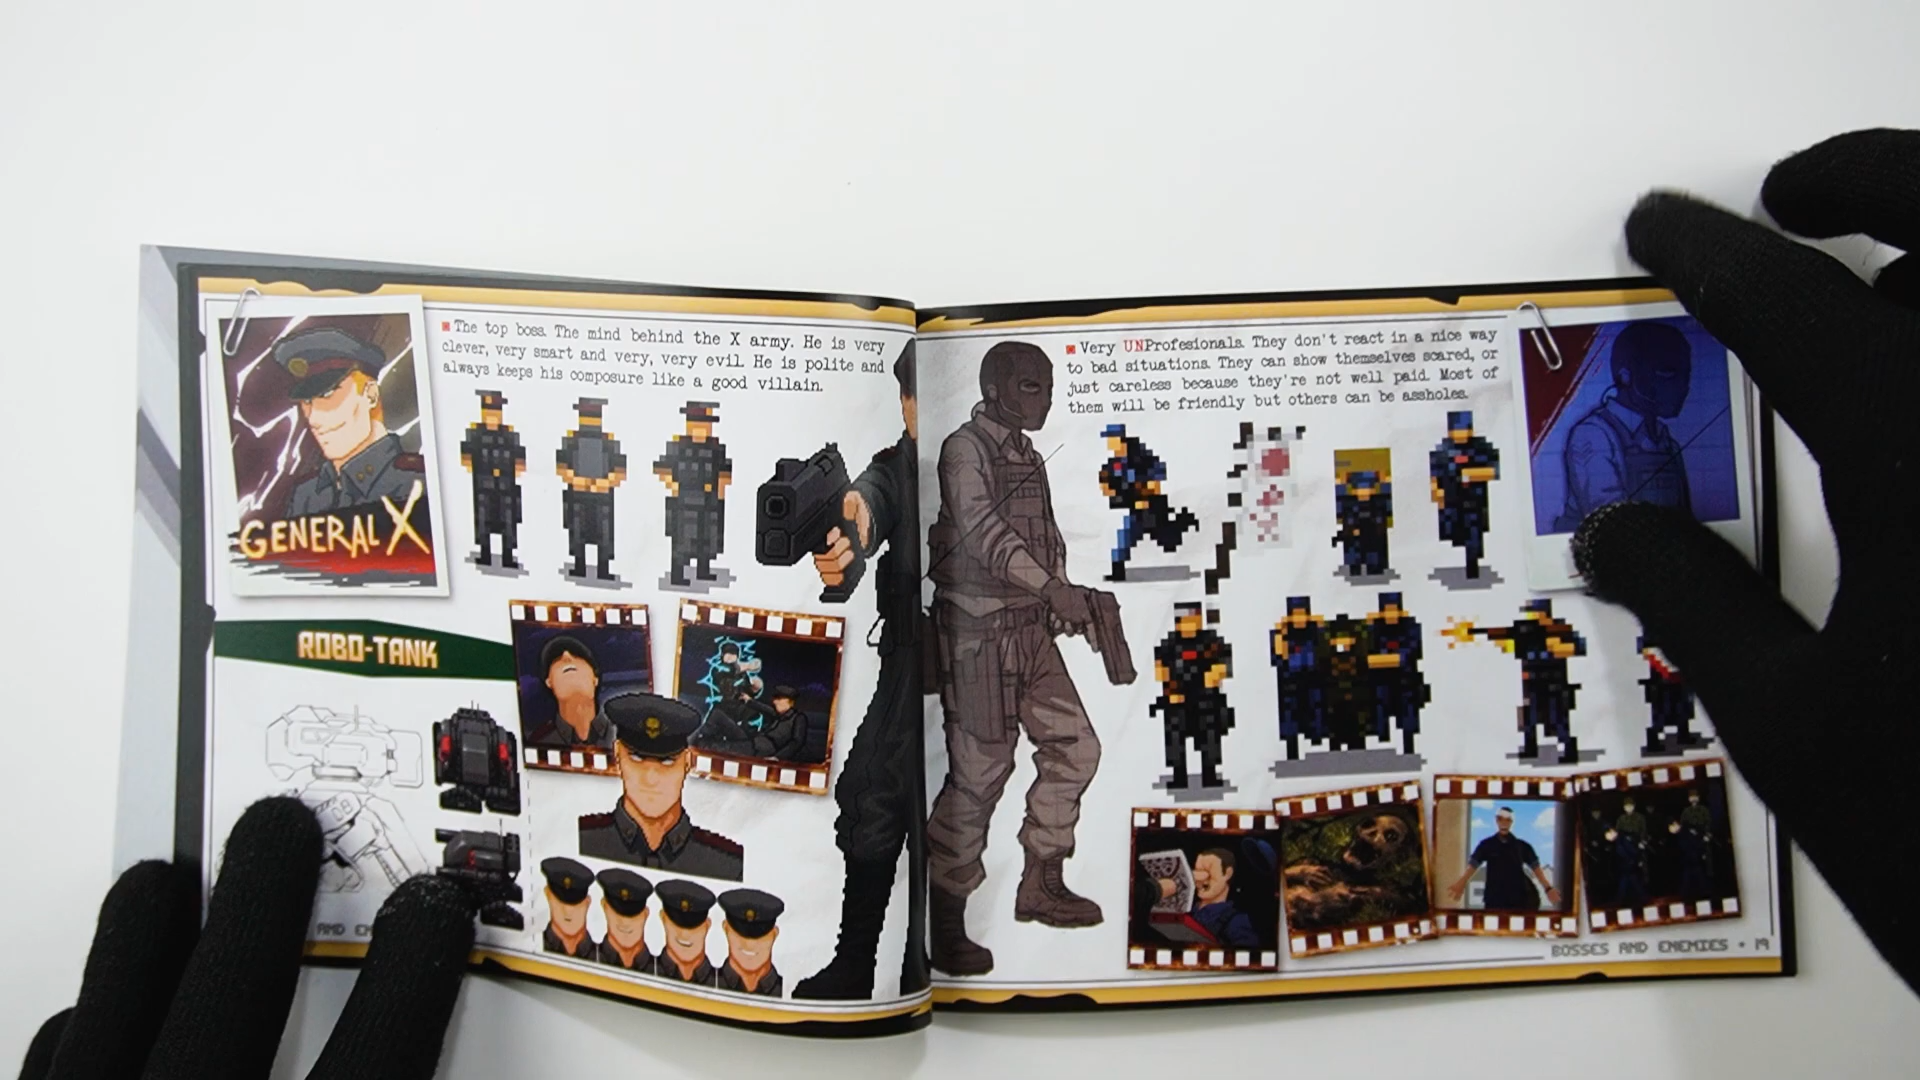 The top boss. The mind behind the X army. He is very
clever, very smart and very, very evil. He is polite and
always keeps his composure like a good villain.
GENERAL X
ROBO-TANK
08
AND
Very UNProfesionals. They don't react in a nice way
to bad situations. They can show themselves scared, or
just careless because they're not well paid. Most of
them will be friendly but others can be assholes.
BOSSES AND ENEMIES • 19